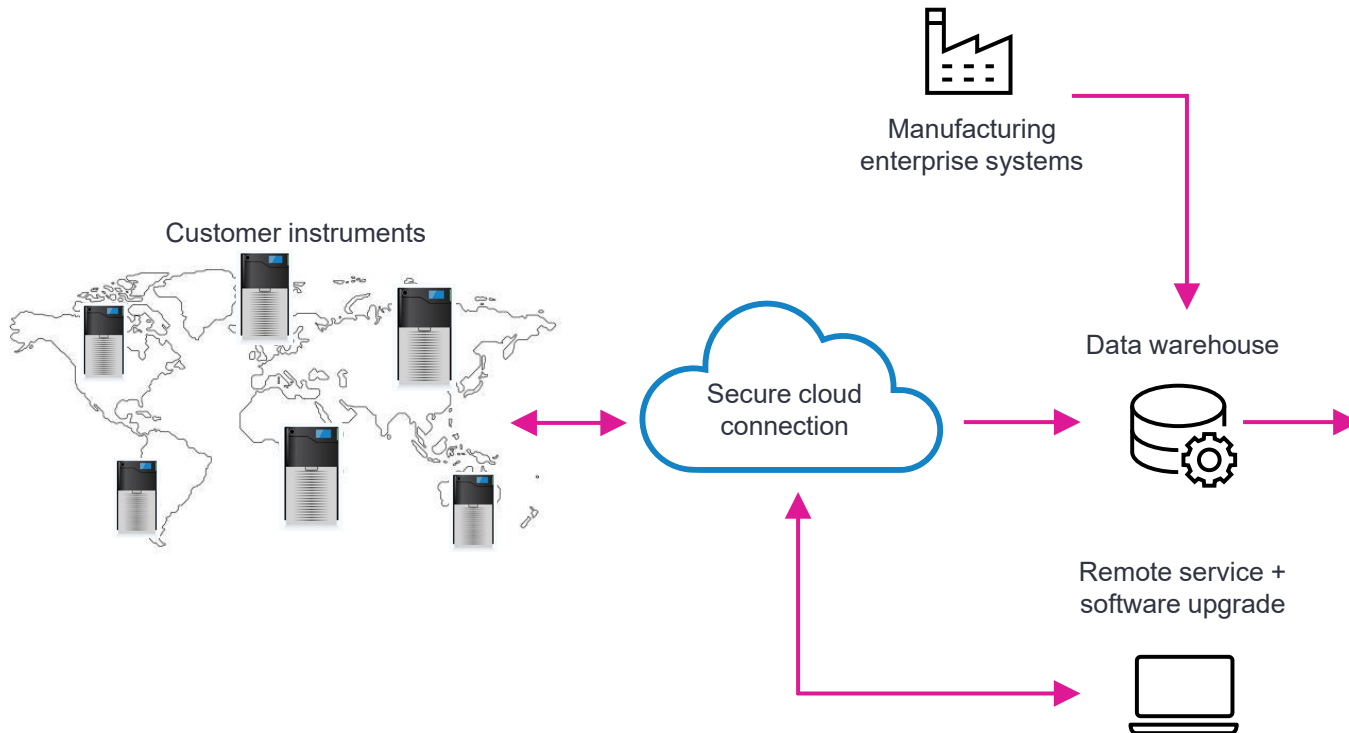 Manufacturing
enterprise systems
Customer instruments
Data warehouse
Secure cloud
connection
Remote service +
software upgrade